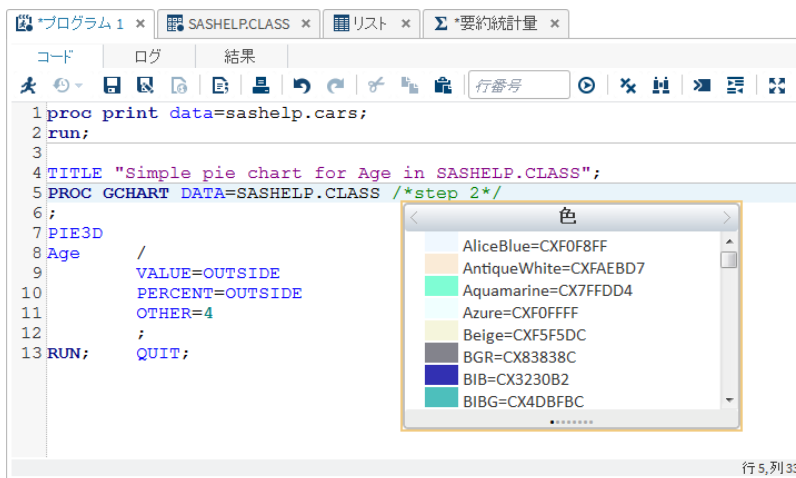 *プログラム 1 × SASHELP.CLASS × リスト × Σ *要約統計量 ×
コード ログ 結果
行番号
1 proc print data=sashelp.cars;
2 run;
3
4 TITLE "Simple pie chart for Age in SASHELP.CLASS";
5 PROC GCHART DATA=SASHELP.CLASS /*step 2*/
6 ;
7 PIE3D
8 Age /
9 VALUE=OUTSIDE
10 PERCENT=OUTSIDE
11 OTHER=4
12 ;
13 RUN; QUIT;
色
AliceBlue=CXF0F8FF
AntiqueWhite=CXFAEBD7
Aquamarine=CX7FFDD4
Azure=CXF0FFFF
Beige=CXF5F5DC
BGR=CX83838C
BIB=CX3230B2
BIBG=CX4DBFBC
行 5,列 33